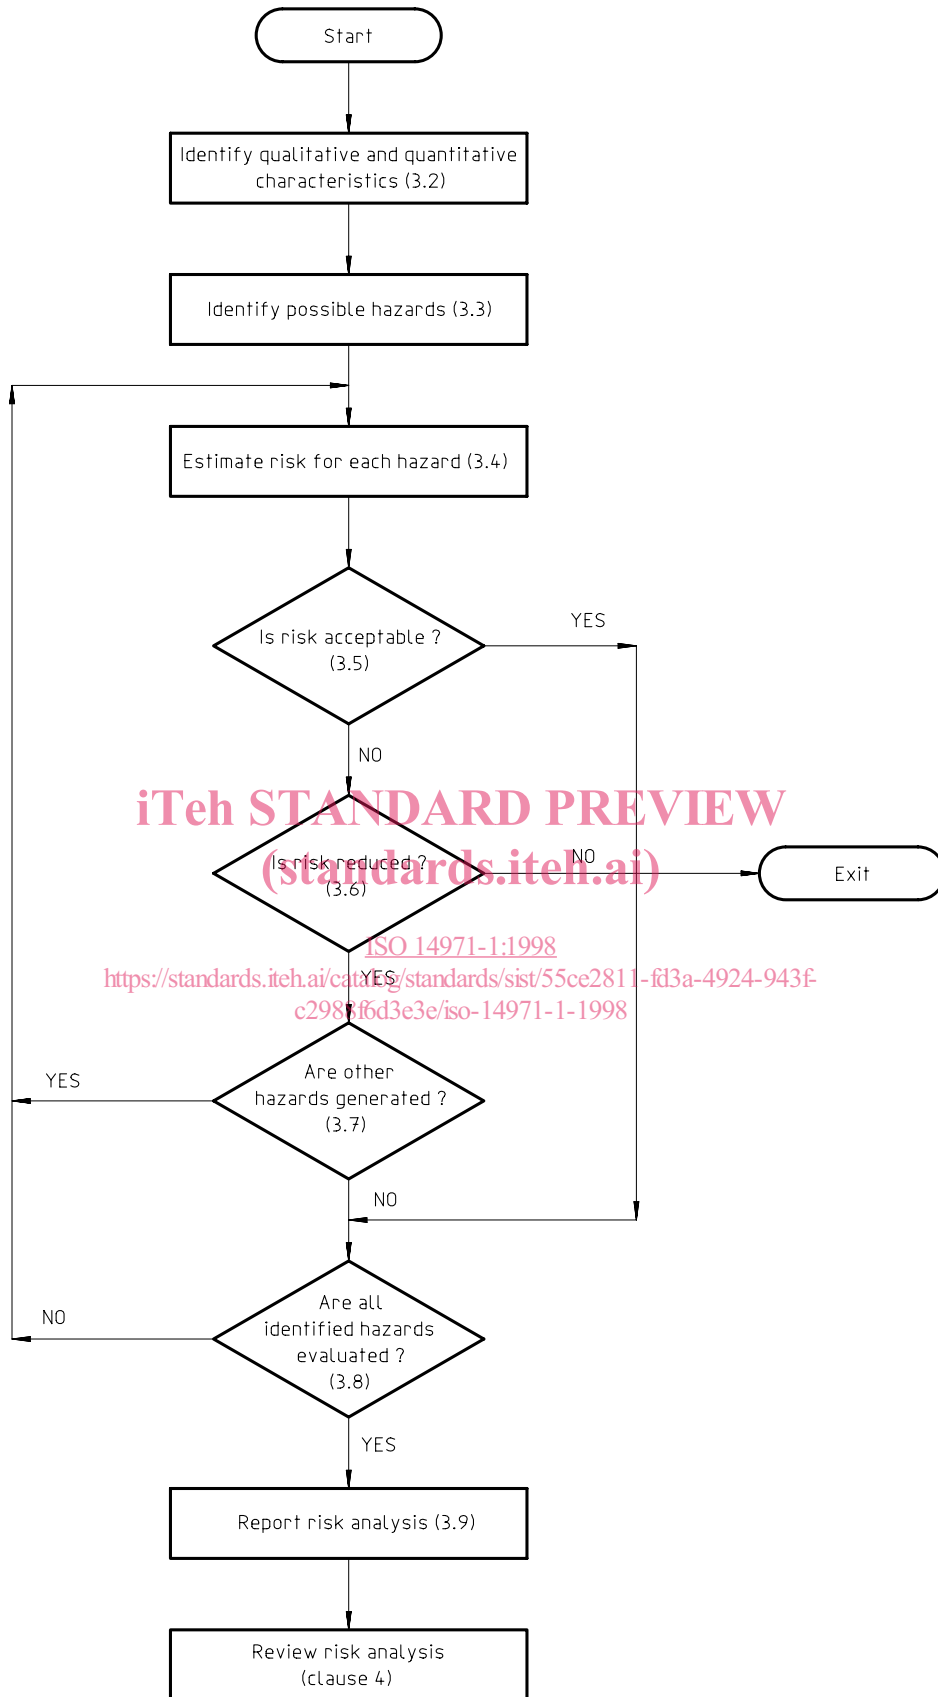 Start
Identify qualitative and quantitative
characteristics (3.2)
Identify possible hazards (3.3)
Estimate risk for each hazard (3.4)
Is risk acceptable ?
(3.5)
YES
NO
iTeh STANDARD PREVIEW
Is risk reduced ?
(3.6)
NO
Exit
(standards.iteh.ai)
ISO 14971-1:1998
YES
https://standards.iteh.ai/catalog/standards/sist/55ce2811-fd3a-4924-943f-
c2988f6d3e3e/iso-14971-1-1998
Are other
hazards generated ?
(3.7)
YES
NO
Are all
identified hazards
evaluated ?
(3.8)
NO
YES
Report risk analysis (3.9)
Review risk analysis
(clause 4)